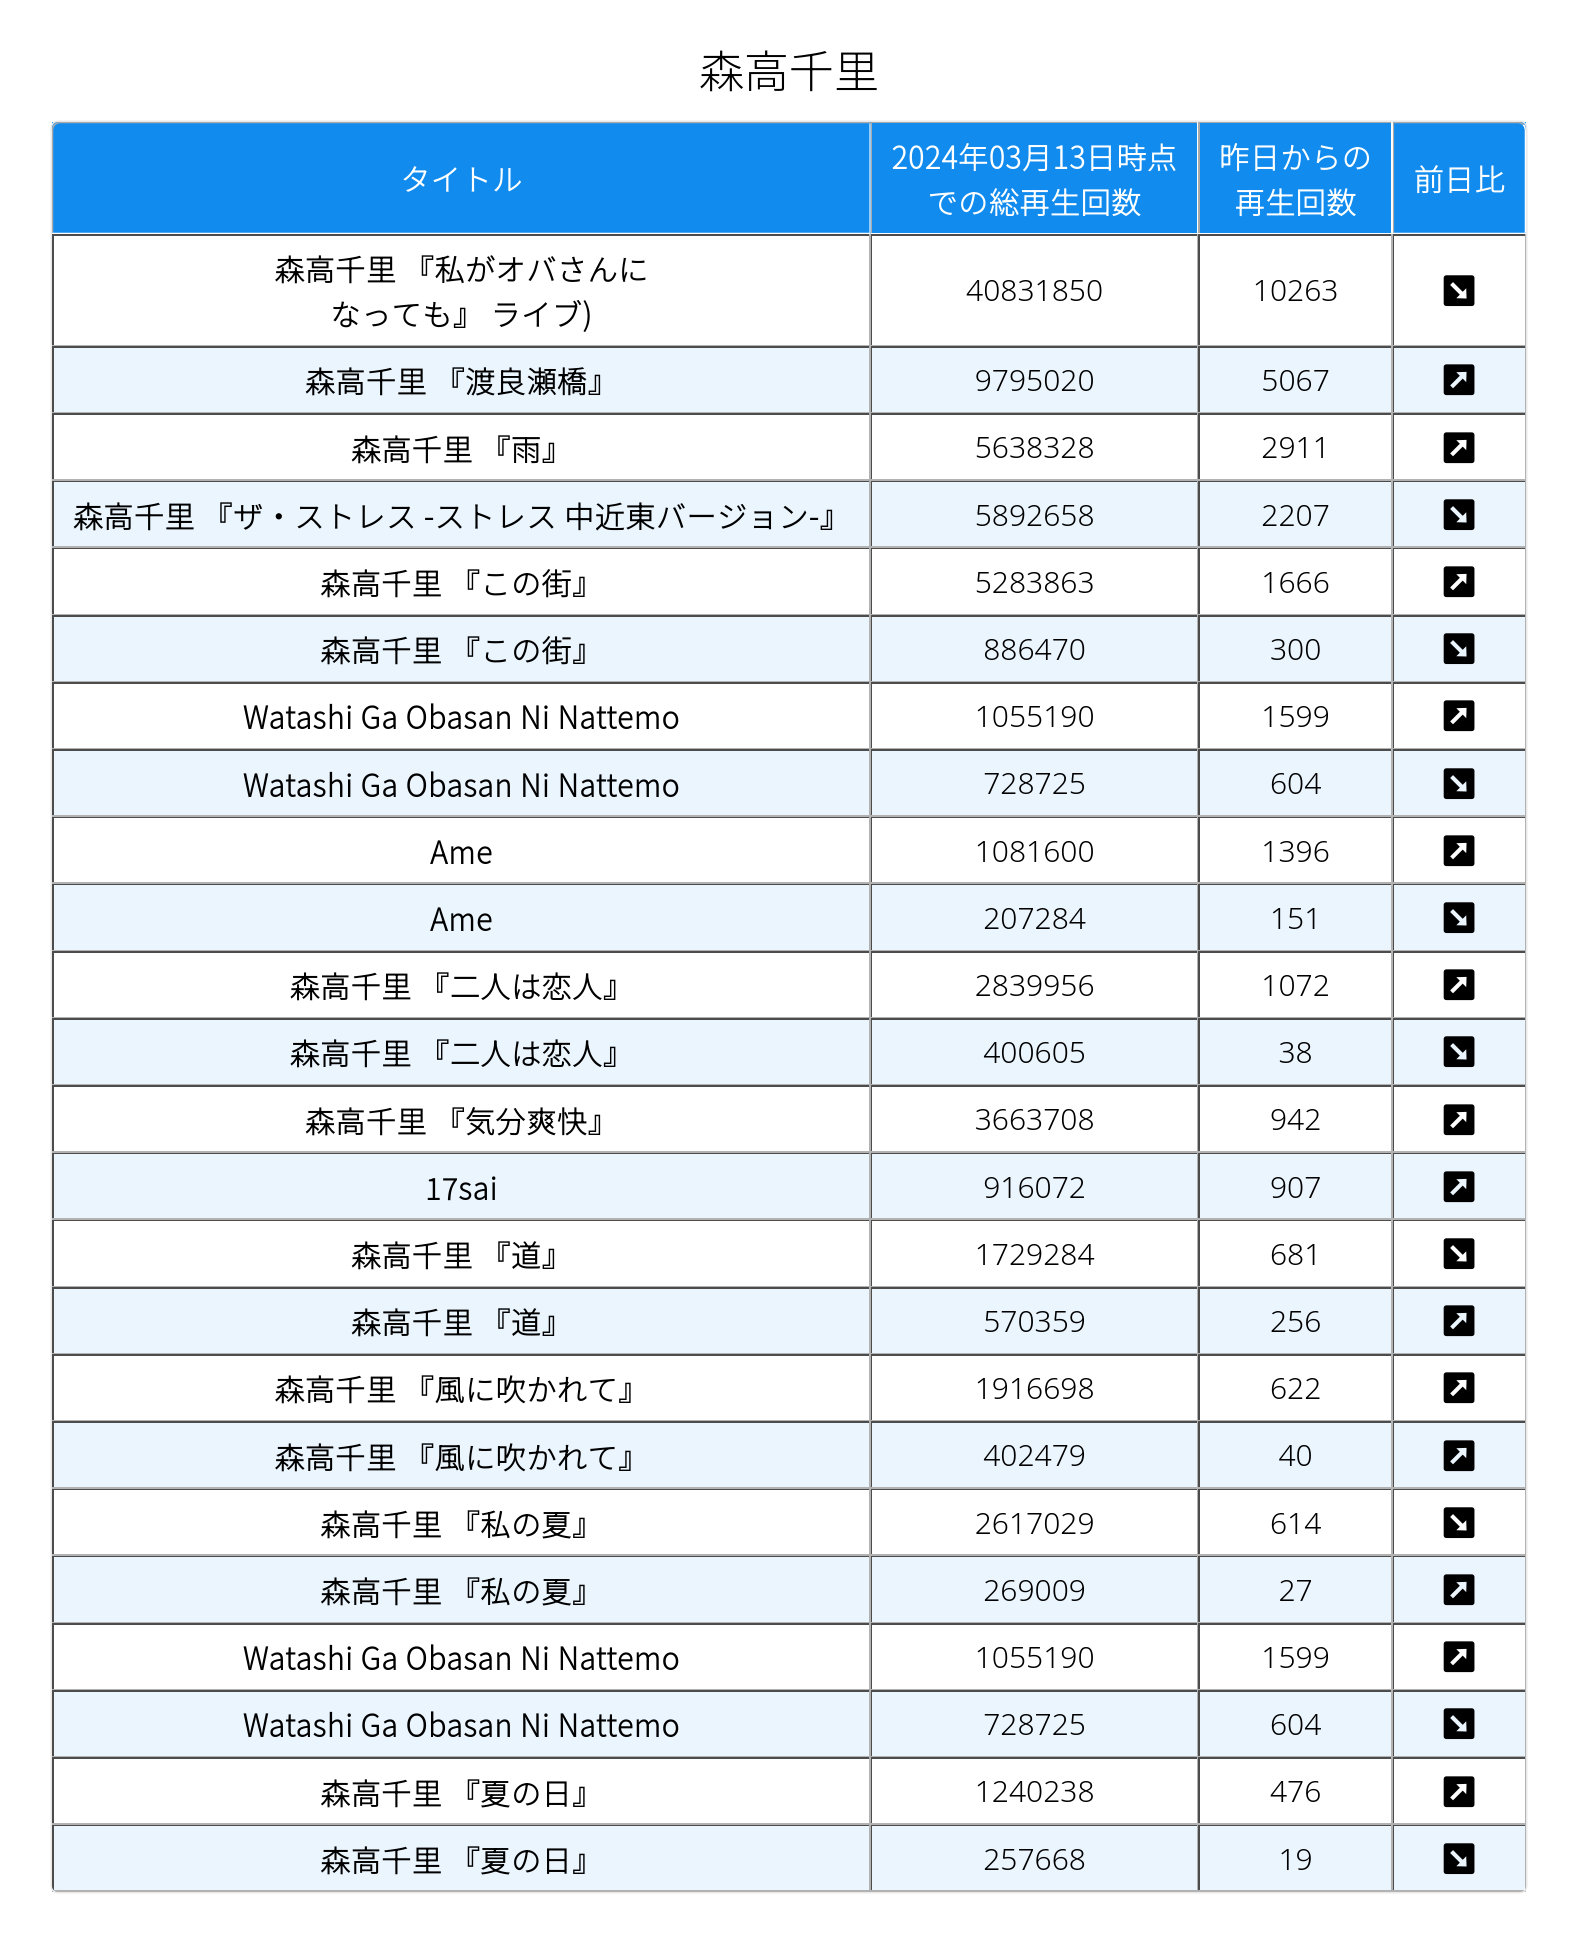 森高千里
タイトル 2024年03月13日時点での総再生回数 昨日からの再生回数 前日比
森高千里 『私がオバさんに
なっても』 ライブ) 40831850 10263
森高千里 『渡良瀬橋』 9795020 5067
森高千里 『雨』 5638328 2911
森高千里 『ザ・ストレス -ストレス 中近東バージョン-』 5892658 2207
森高千里 『この街』 5283863 1666
森高千里 『この街』 886470 300
Watashi Ga Obasan Ni Nattemo 1055190 1599
Watashi Ga Obasan Ni Nattemo 728725 604
Ame 1081600 1396
Ame 207284 151
森高千里 『二人は恋人』 2839956 1072
森高千里 『二人は恋人』 400605 38
森高千里 『気分爽快』 3663708 942
17sai 916072 907
森高千里 『道』 1729284 681
森高千里 『道』 570359 256
森高千里 『風に吹かれて』 1916698 622
森高千里 『風に吹かれて』 402479 40
森高千里 『私の夏』 2617029 614
森高千里 『私の夏』 269009 27
Watashi Ga Obasan Ni Nattemo 1055190 1599
Watashi Ga Obasan Ni Nattemo 728725 604
森高千里 『夏の日』 1240238 476
森高千里 『夏の日』 257668 19